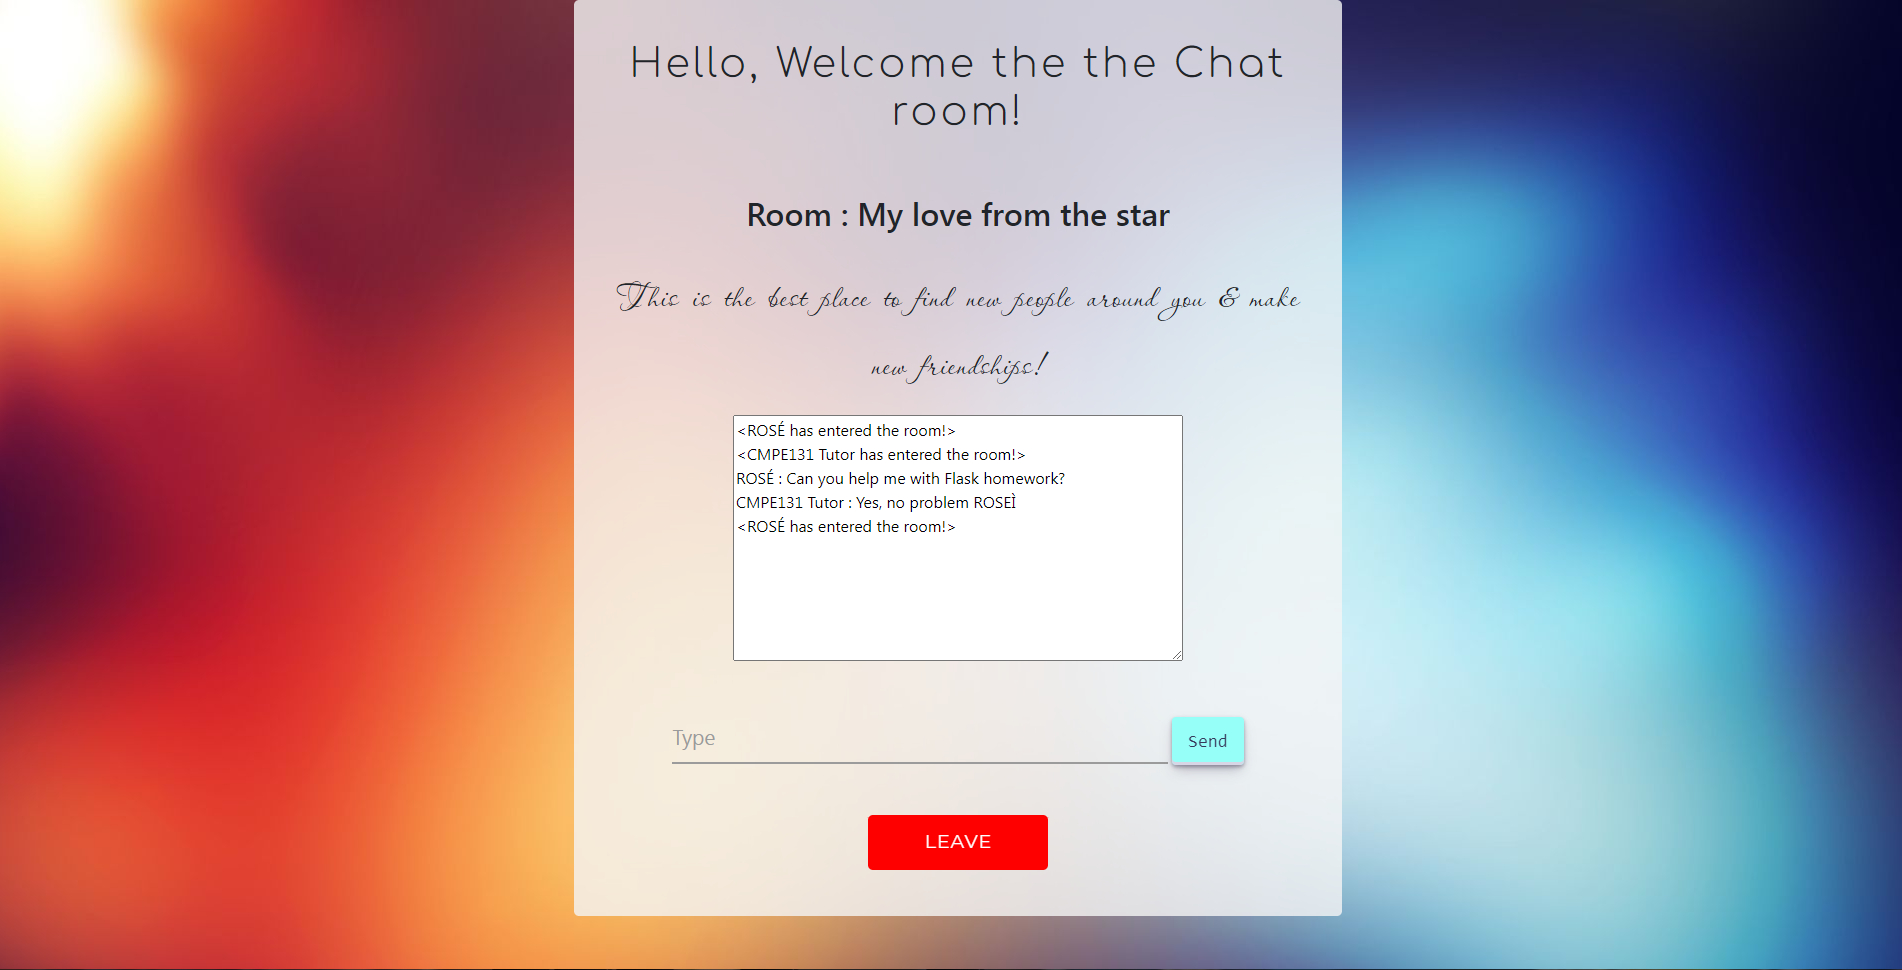 Hello, Welcome the the Chat
room!
Room : My love from the star
This is the best place to find new people around you & make
new friendships!
<ROSÉ has entered the room!>
<CMPE131 Tutor has entered the room!>
ROSÉ : Can you help me with Flask homework?
CMPE131 Tutor : Yes, no problem ROSEÌ
<ROSÉ has entered the room!>
Type
Send
LEAVE